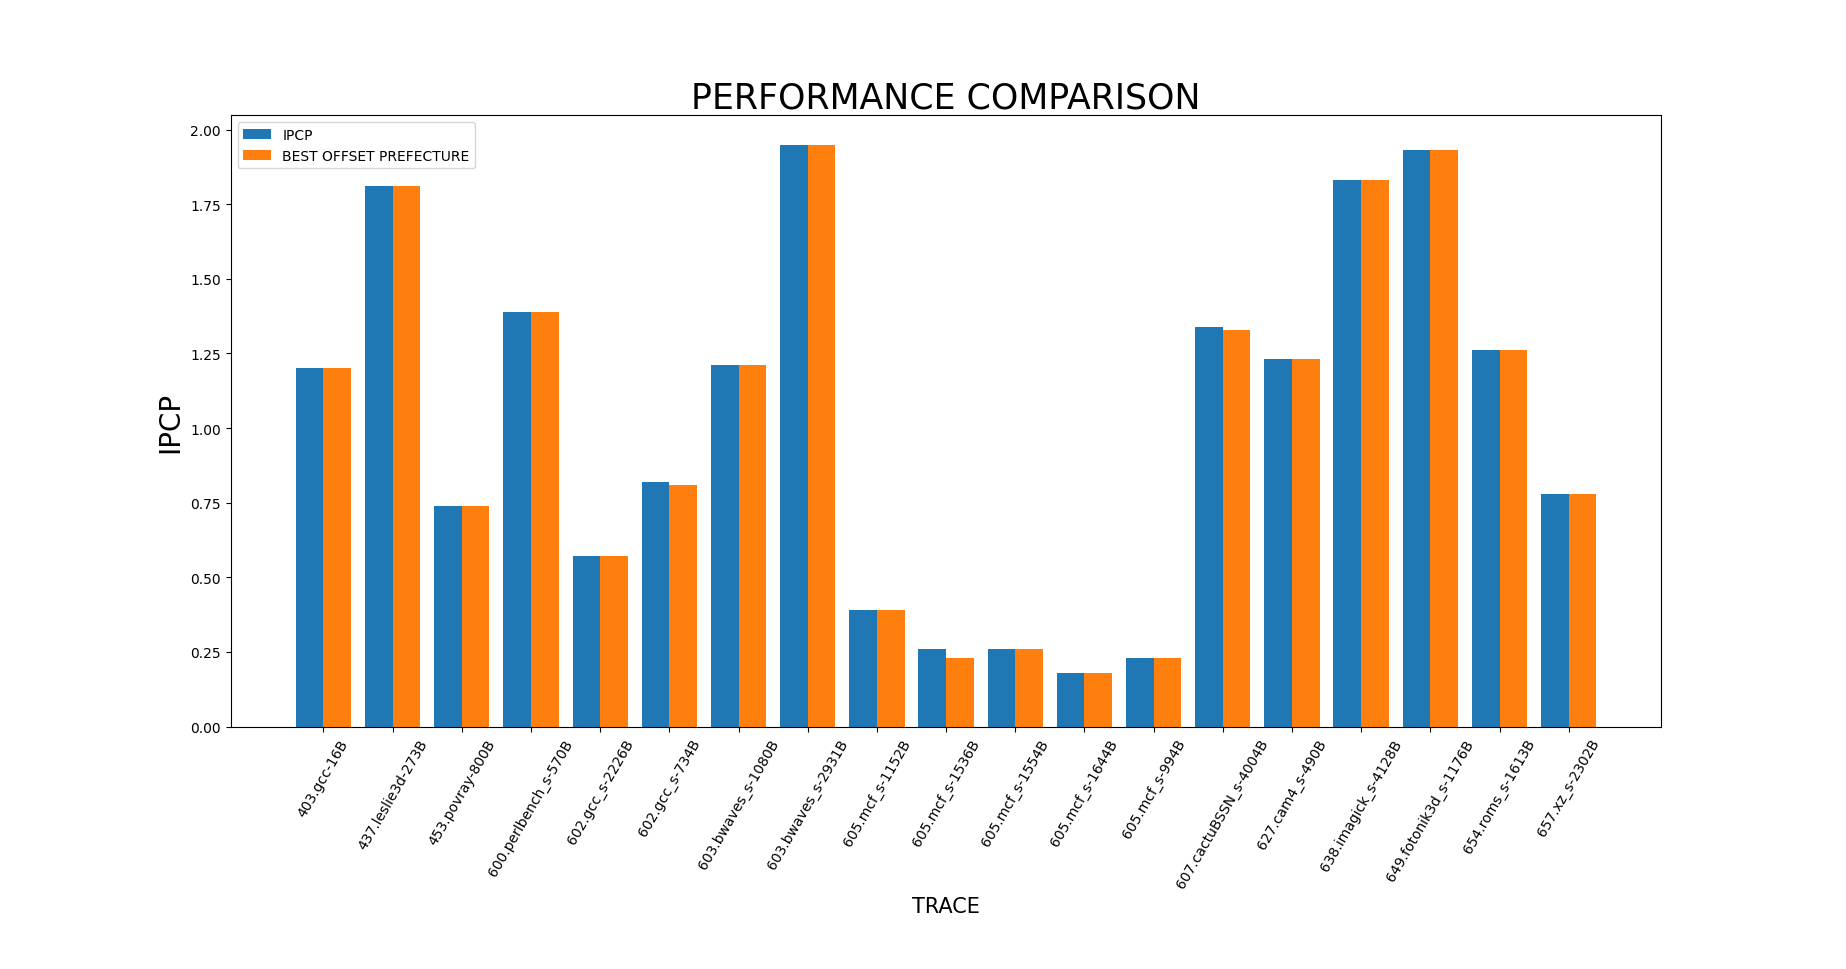 PERFORMANCE COMPARISON
IPCP
BEST OFFSET PREFECTURE
2.00
1.75
1.50
1.25
1.00
0.75
0.50
0.25
0.00
IPCP
403.gcc-16B
437.leslie3d-273B
453.povray-800B
600.perlbench_s-570B
602.gcc_s-2226B
602.gcc_s-734B
603.bwaves_s-1080B
603.bwaves_s-2931B
605.mcf_s-1152B
605.mcf_s-1536B
605.mcf_s-1554B
605.mcf_s-1644B
605.mcf_s-994B
607.cactuBSSN_s-4004B
627.cam4_s-490B
638.imagick_s-4128B
649.fotonik3d_s-1176B
654.roms_s-1613B
657.xz_s-2302B
TRACE